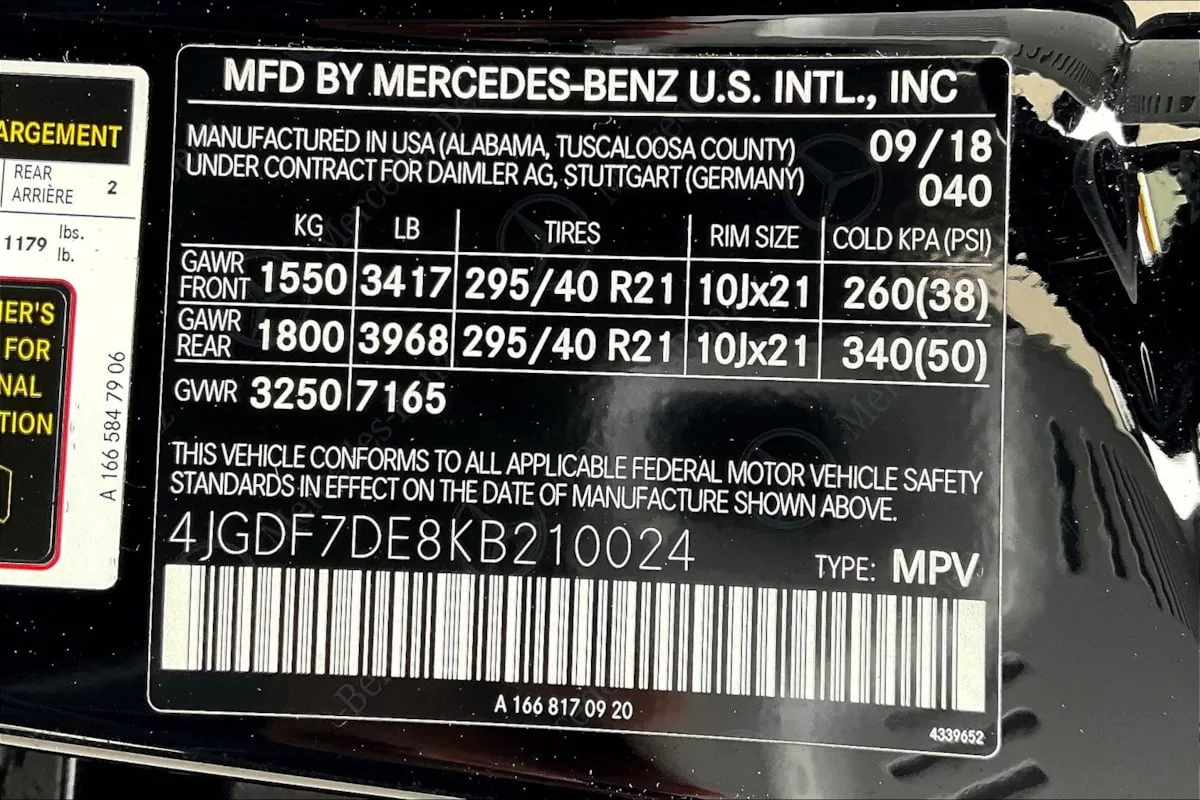 ARGEMENT
REAR
ARRIÈRE 2
1179 lbs.
lb.
ER'S
FOR
NAL
TION
A 166 584 79 06
MFD BY MERCEDES-BENZ U.S. INTL., INC
MANUFACTURED IN USA (ALABAMA, TUSCALOOSA COUNTY) 09/18
UNDER CONTRACT FOR DAIMLER AG, STUTTGART (GERMANY) 040
KG LB TIRES RIM SIZE COLD KPA (PSI)
GAWR FRONT 1550 3417 295/40 R21 10Jx21 260(38)
GAWR REAR 1800 3968 295/40 R21 10Jx21 340(50)
GVWR 3250 7165
THIS VEHICLE CONFORMS TO ALL APPLICABLE FEDERAL MOTOR VEHICLE SAFETY
STANDARDS IN EFFECT ON THE DATE OF MANUFACTURE SHOWN ABOVE.
4JGDF7DE8KB210024 TYPE: MPV
A 166 817 09 20
4339652